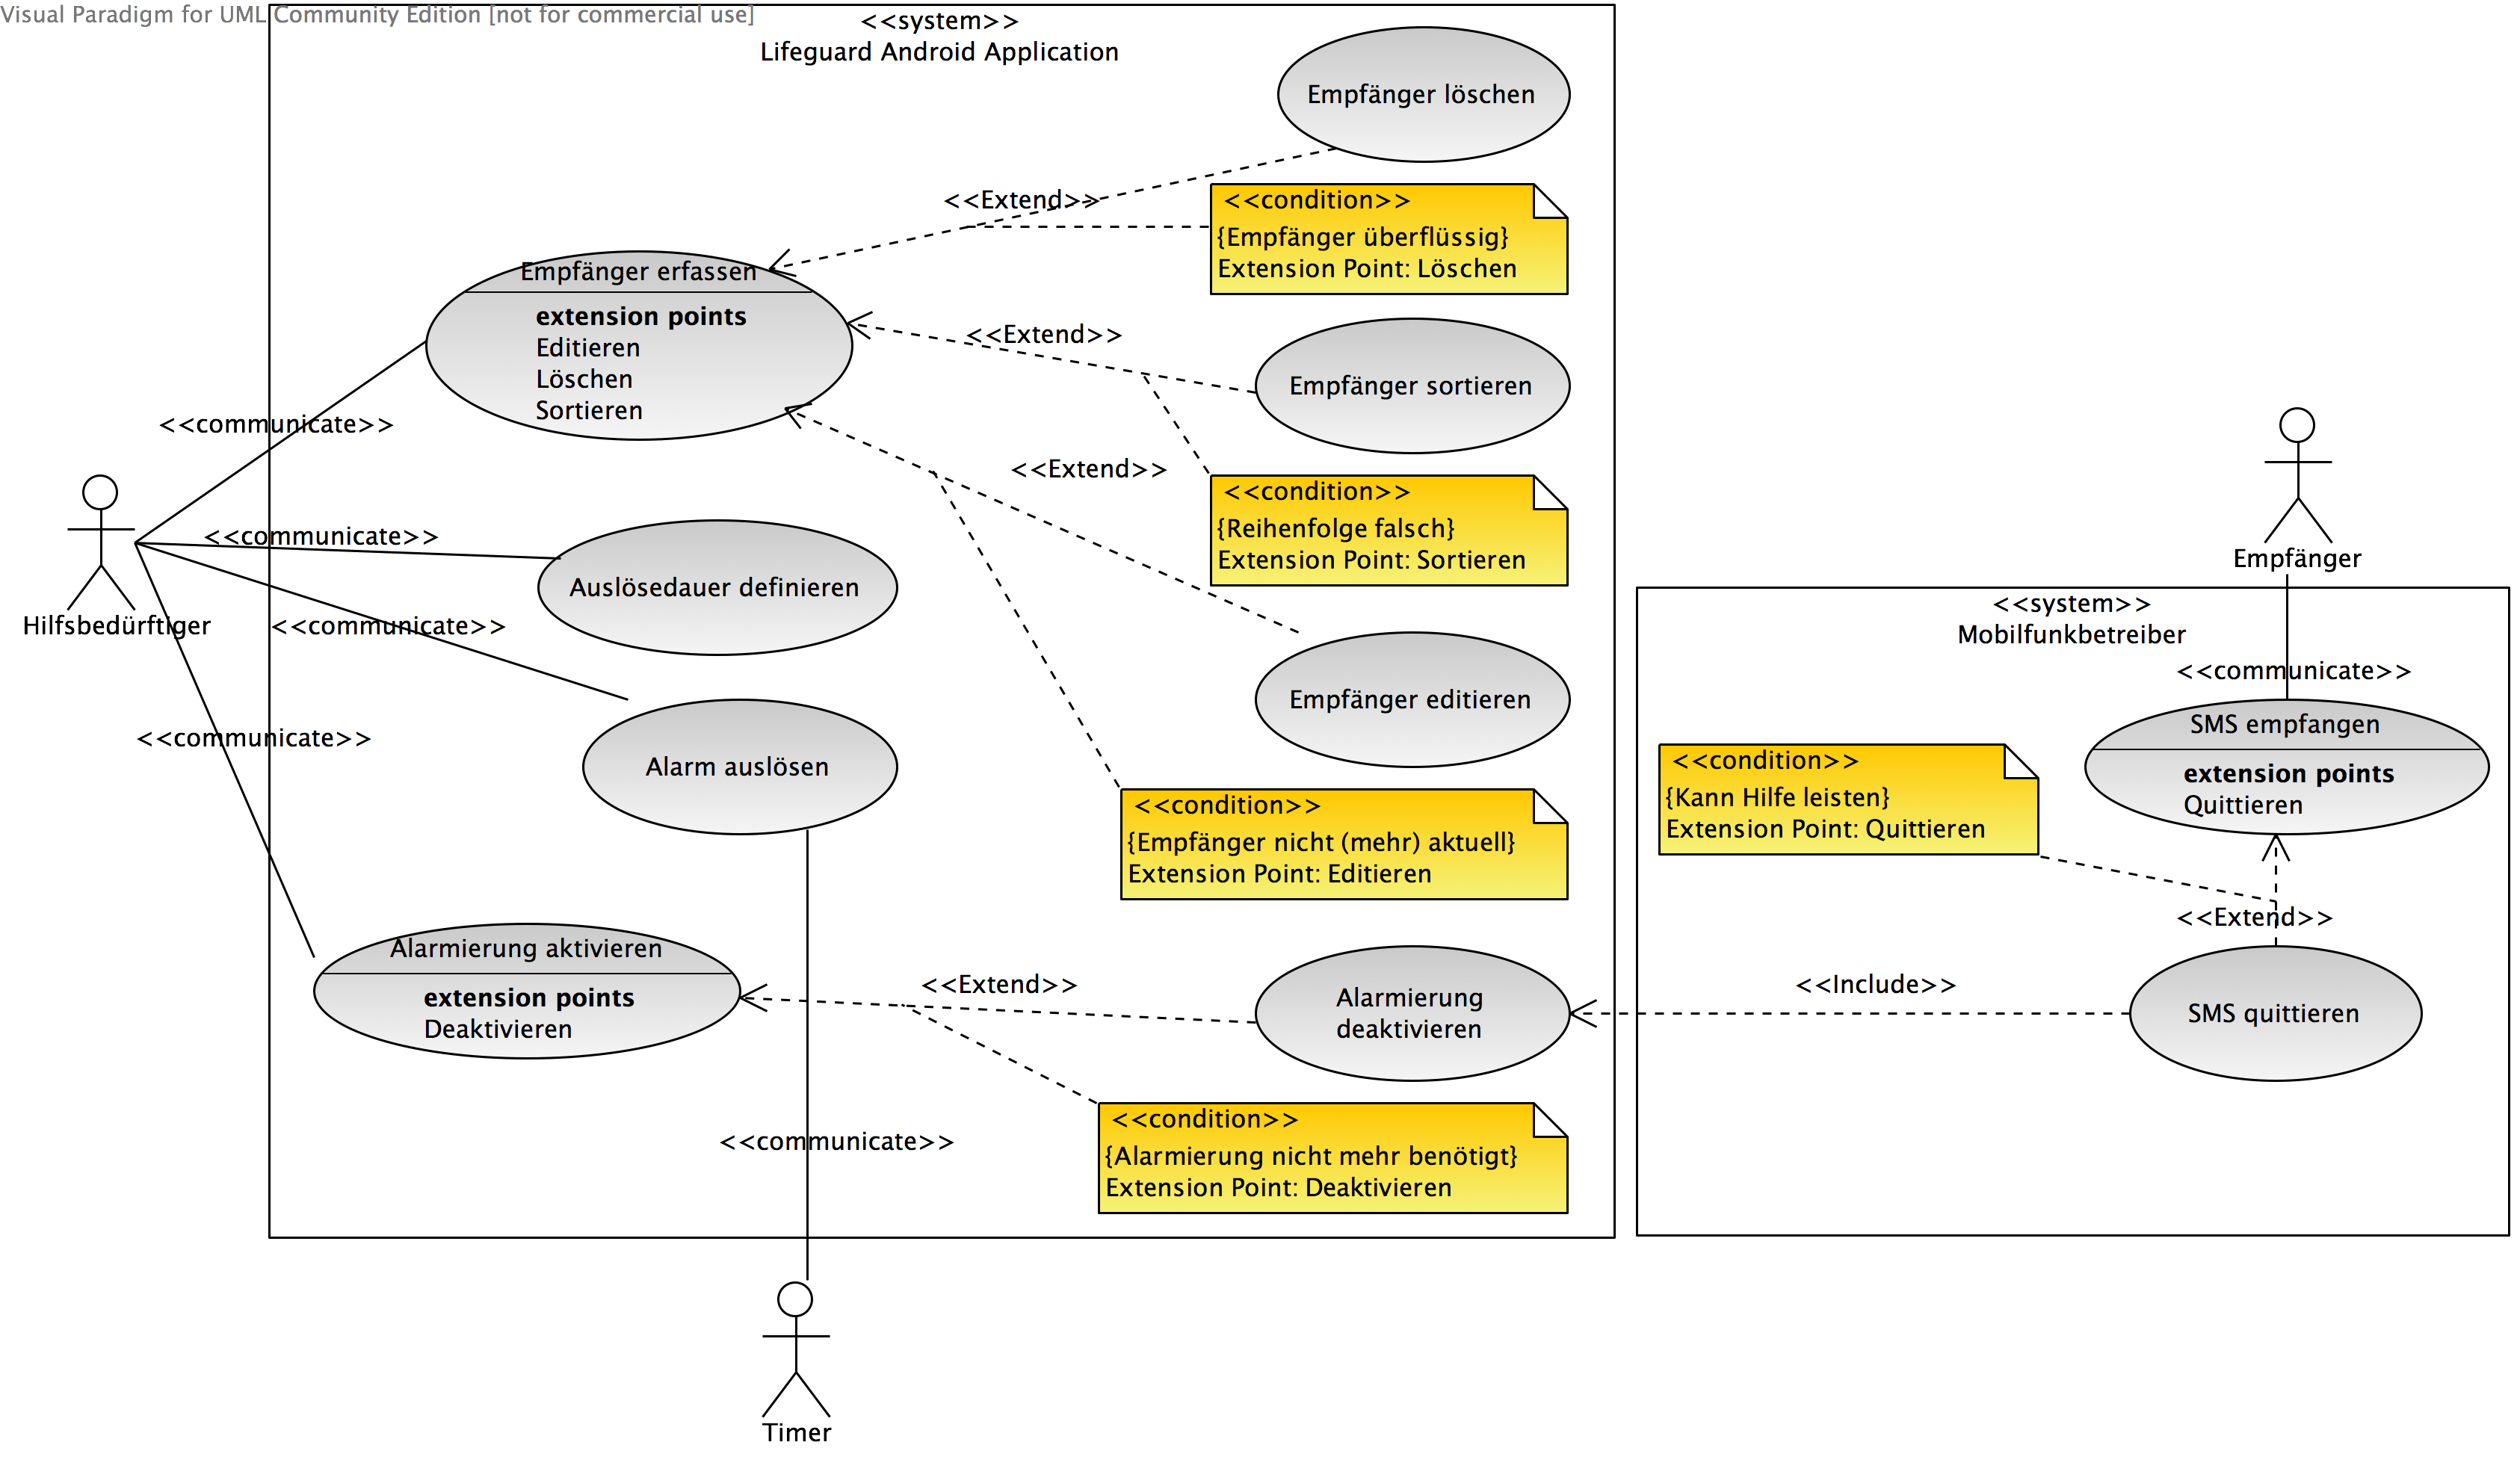 Visual Paradigm for UML Community Edition [not for commercial use]
<<system>>
Lifeguard Android Application
Empfänger löschen
<<Extend>>
<<condition>>
{Empfänger überflüssig}
Extension Point: Löschen
Empfänger erfassen
extension points
Editieren
Löschen
Sortieren
<<Extend>>
Empfänger sortieren
<<communicate>>
<<Extend>>
<<condition>>
{Reihenfolge falsch}
Extension Point: Sortieren
<<communicate>>
Auslösedauer definieren
Hilfsbedürftiger
<<communicate>>
Empfänger editieren
<<communicate>>
Alarm auslösen
<<condition>>
{Empfänger nicht (mehr) aktuell}
Extension Point: Editieren
Alarmierung aktivieren
extension points
Deaktivieren
<<Extend>>
Alarmierung
deaktivieren
<<communicate>>
<<condition>>
{Alarmierung nicht mehr benötigt}
Extension Point: Deaktivieren
Timer
Empfänger
<<system>>
Mobilfunkbetreiber
<<communicate>>
SMS empfangen
extension points
Quittieren
<<condition>>
{Kann Hilfe leisten}
Extension Point: Quittieren
<<Extend>>
<<Include>>
SMS quittieren